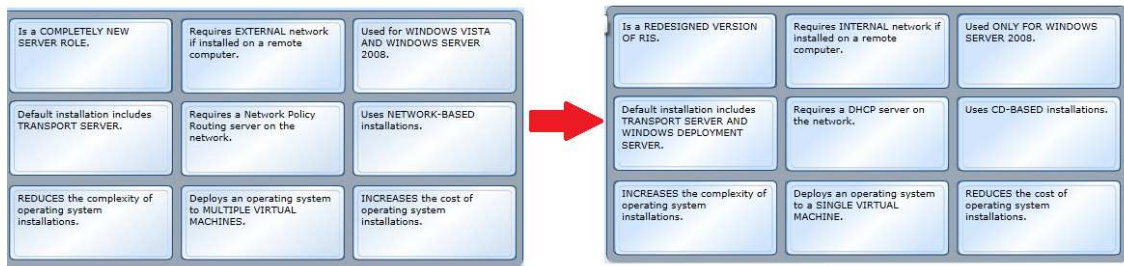 Is a COMPLETELY NEW
SERVER ROLE.
Requires EXTERNAL network
if installed on a remote
computer.
Used for WINDOWS VISTA
AND WINDOWS SERVER
2008.
Default installation includes
TRANSPORT SERVER.
Requires a Network Policy
Routing server on the
network.
Uses NETWORK-BASED
installations.
REDUCES the complexity of
operating system
installations.
Deploys an operating system
to MULTIPLE VIRTUAL
MACHINES.
INCREASES the cost of
operating system
installations.
Is a REDESIGNED VERSION
OF RIS.
Requires INTERNAL network if
installed on a remote
computer.
Used ONLY FOR WINDOWS
SERVER 2008.
Default installation includes
TRANSPORT SERVER AND
WINDOWS DEPLOYMENT
SERVER.
Requires a DHCP server on
the network.
Uses CD-BASED installations.
INCREASES the complexity of
operating system
installations.
Deploys an operating system
to a SINGLE VIRTUAL
MACHINE.
REDUCES the cost of
operating system
installations.